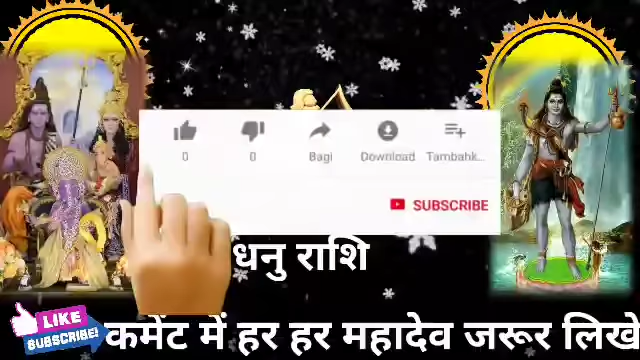 0 0 Bagi Download Tambahk...
SUBSCRIBE
धनु राशि
LIKE
SUBSCRIBE!
कमेंट में हर हर महादेव जरूर लिखे